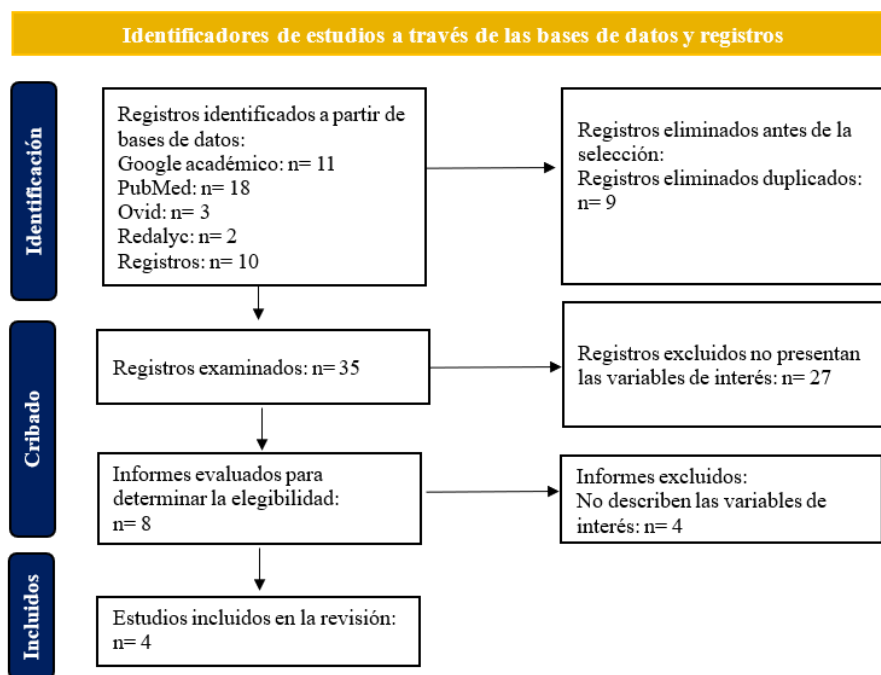 Identificadores de estudios a través de las bases de datos y registros
Identificación
Registros identificados a partir de
bases de datos:
Google académico: n= 11
PubMed: n= 18
Ovid: n= 3
Redalyc: n= 2
Registros: n= 10
Registros eliminados antes de la
selección:
Registros eliminados duplicados:
n= 9
Cribado
Registros examinados: n= 35
Registros excluidos no presentan
las variables de interés: n= 27
Informes evaluados para
determinar la elegibilidad:
n= 8
Informes excluidos:
No describen las variables de
interés: n= 4
Incluidos
Estudios incluidos en la revisión:
n= 4